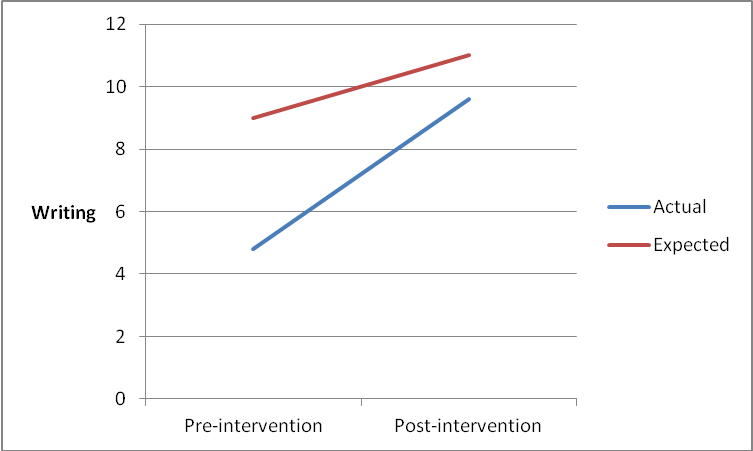 12
10
8
6
4
2
0
Writing
Pre-intervention
Post-intervention
Actual
Expected